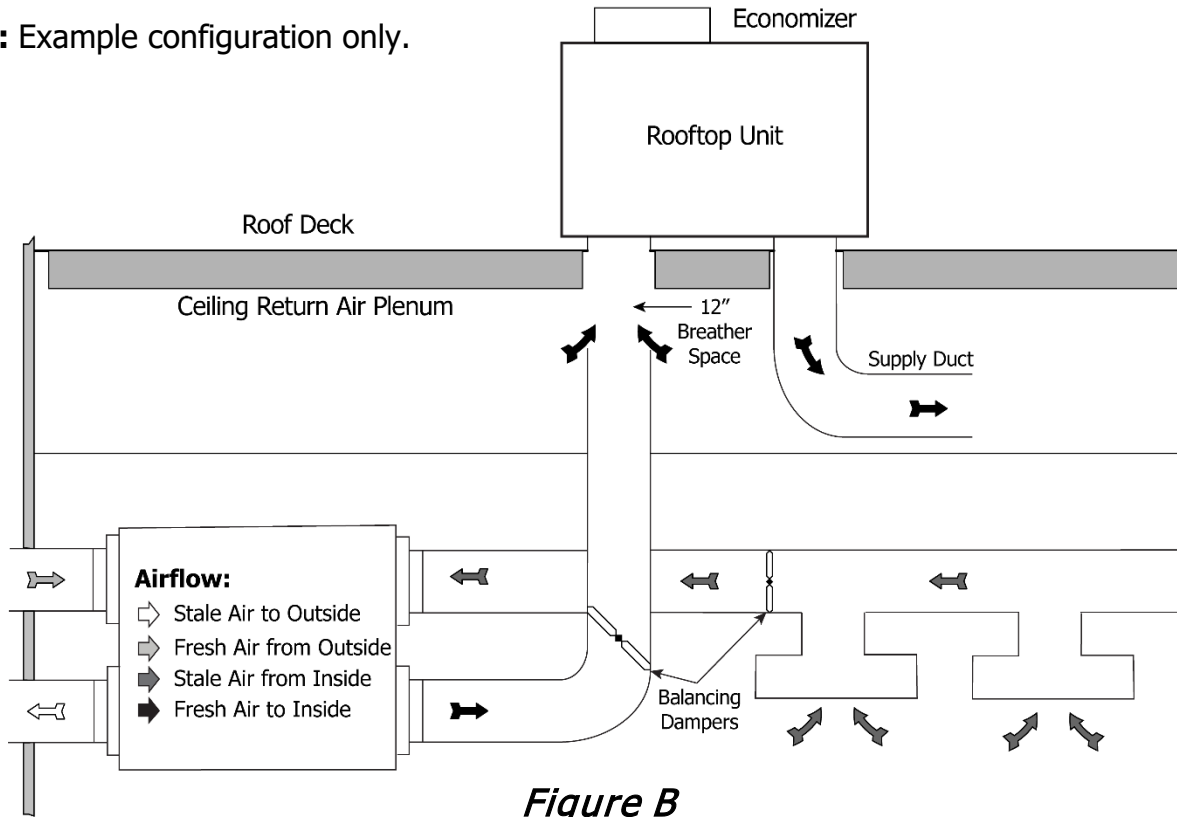 : Example configuration only.
Economizer
Rooftop Unit
Roof Deck
Ceiling Return Air Plenum
12”
Breather
Space
Supply Duct
Airflow:
Stale Air to Outside
Fresh Air from Outside
Stale Air from Inside
Fresh Air to Inside
Balancing
Dampers
Figure B